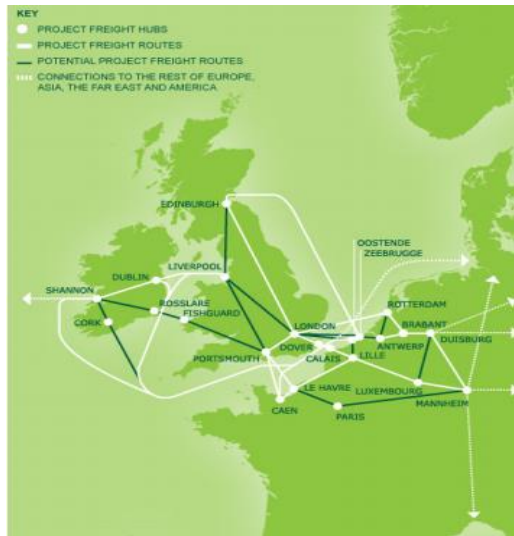 KEY
PROJECT FREIGHT HUBS
PROJECT FREIGHT ROUTES
POTENTIAL PROJECT FREIGHT ROUTES
CONNECTIONS TO THE REST OF EUROPE,
ASIA, THE FAR EAST AND AMERICA
EDINBURGH
OOSTENDE
ZEEBRUGGE
DUBLIN
LIVERPOOL
SHANNON
ROSSLARE
FISHGUARD
CORK
ROTTERDAM
LONDON
BRABANT
DOVER
ANTWERP
DUISBURG
PORTSMOUTH
CALAIS
LILLE
LE HAVRE
LUXEMBOURG
CAEN
PARIS
MANNHEIM